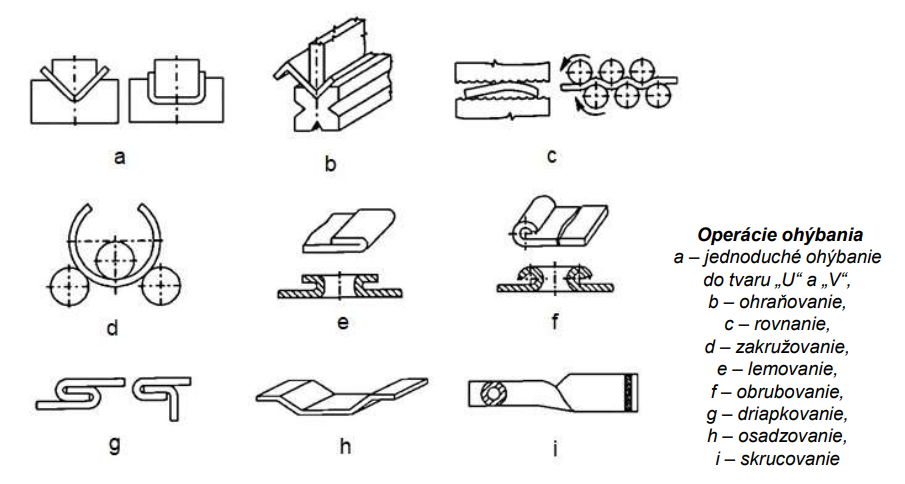 a
b
c
d
e
f
g
h
i
Operácie ohýbania
a – jednoduché ohýbanie
do tvaru „U“ a „V“,
b – ohraňovanie,
c – rovnanie,
d – zakružovanie,
e – lemovanie,
f – obrubovanie,
g – driapkovanie,
h – osadzovanie,
i – skrucovanie